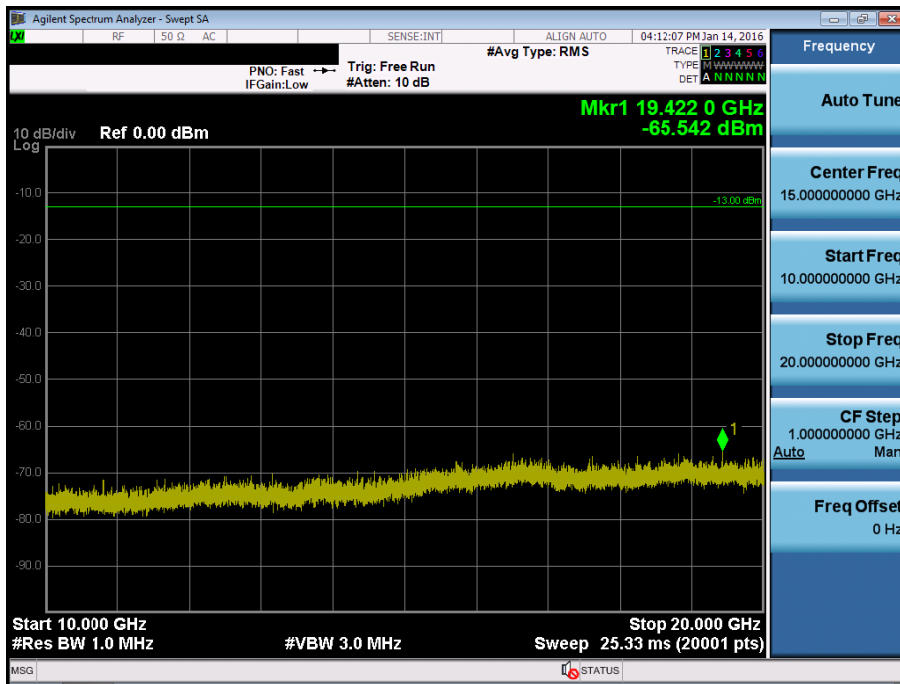 Agilent Spectrum Analyzer - Swept SA
LXI RF 50 Ω AC SENSE:INT ALIGN AUTO 04:12:07 PM Jan 14, 2016
PNO: Fast
IFGain:Low
Trig: Free Run
#Atten: 10 dB
#Avg Type: RMS
TRACE 1 2 3 4 5 6
TYPE M WWWWW
DET A N N N N N
Mkr1 19.422 0 GHz
-65.542 dBm
10 dB/div Ref 0.00 dBm
Log
-10.0
-13.00 dBm
-20.0
-30.0
-40.0
-50.0
-60.0
1
-70.0
-80.0
-90.0
Start 10.000 GHz Stop 20.000 GHz
#Res BW 1.0 MHz #VBW 3.0 MHz Sweep 25.33 ms (20001 pts)
MSG STATUS
Frequency
Auto Tune
Center Freq
15.000000000 GHz
Start Freq
10.000000000 GHz
Stop Freq
20.000000000 GHz
CF Step
1.000000000 GHz
Auto Man
Freq Offset
0 Hz